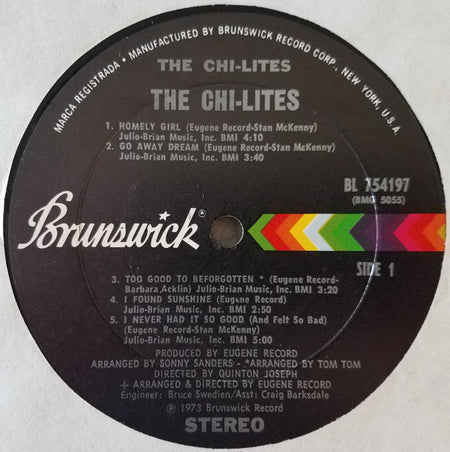 MARCA REGISTRADA • MANUFACTURED BY BRUNSWICK RECORD CORP., NEW YORK, U.S.A.
THE CHI-LITES
THE CHI-LITES
1. HOMELY GIRL (Eugene Record-Stan McKenny)
Julio-Brian Music, Inc. BMI 4:10
2. GO AWAY DREAM (Eugene Record-Stan McKenny)
Julio-Brian Music, Inc. BMI 3:40
BL 754197
(BMG 5055)
Brunswick®
SIDE 1
3. TOO GOOD TO BEFORGOTTEN * (Eugene Record-
Barbara Acklin) Julio-Brian Music, Inc. BMI 3:20
4. I FOUND SUNSHINE (Eugene Record)
Julio-Brian Music, Inc. BMI 2:50
5. I NEVER HAD IT SO GOOD (And Felt So Bad)
(Eugene Record-Stan McKenny)
Julio-Brian Music, Inc. BMI 5:00
PRODUCED BY EUGENE RECORD
ARRANGED BY SONNY SANDERS - *ARRANGED BY TOM TOM
DIRECTED BY QUINTON JOSEPH
+ ARRANGED & DIRECTED BY EUGENE RECORD
Engineer: Bruce Swedien/Asst: Craig Barksdale
℗ 1973 Brunswick Record
STEREO